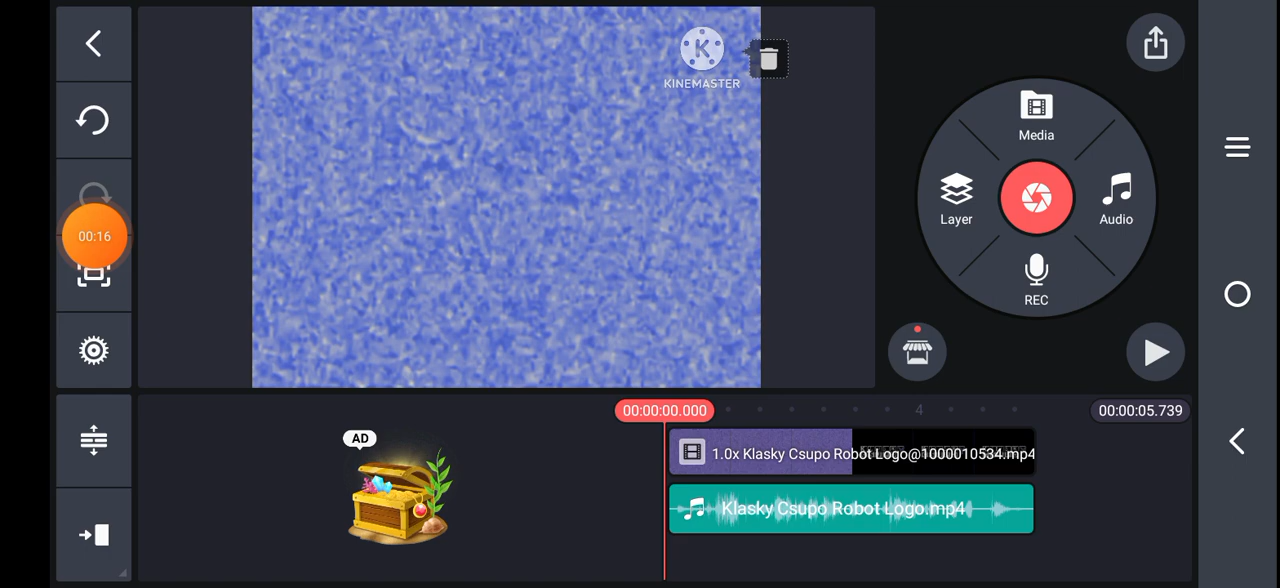 KINEMASTER
Media
Layer
Audio
REC
00:16
00:00:00.000
4
00:00:05.739
AD
1.0x Klasky Csupo Robot Logo@1000010534.mp4
Klasky Csupo Robot Logo.mp4